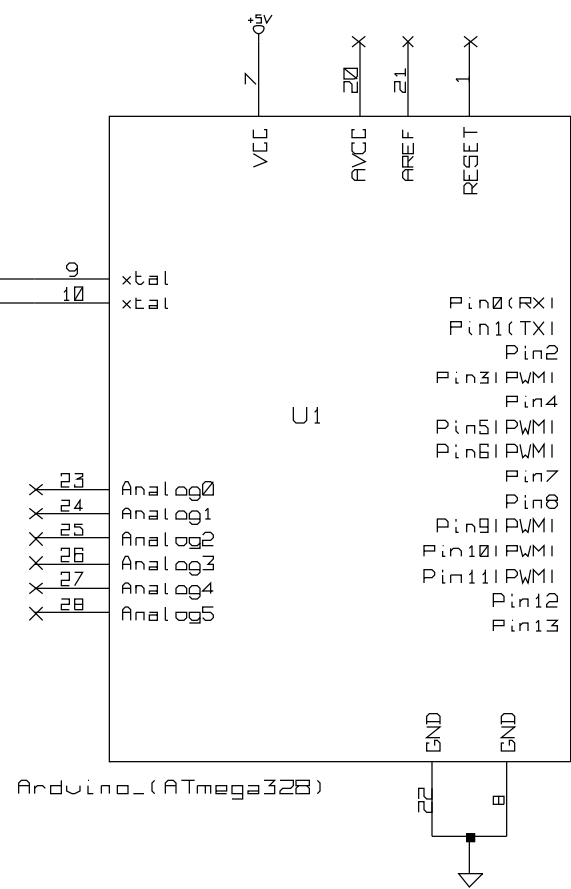 +5V
7
20
21
1
VCC
AVCC
AREF
RESET
9
xtal
10
xtal
Pin0(RX)
Pin1(TX)
Pin2
Pin3(PWM)
Pin4
U1
Pin5(PWM)
Pin6(PWM)
Pin7
23
Analog0
Pin8
24
Analog1
Pin9(PWM)
25
Analog2
Pin10(PWM)
26
Analog3
Pin11(PWM)
27
Analog4
Pin12
28
Analog5
Pin13
GND
GND
Arduino_(ATmega328)
22
8